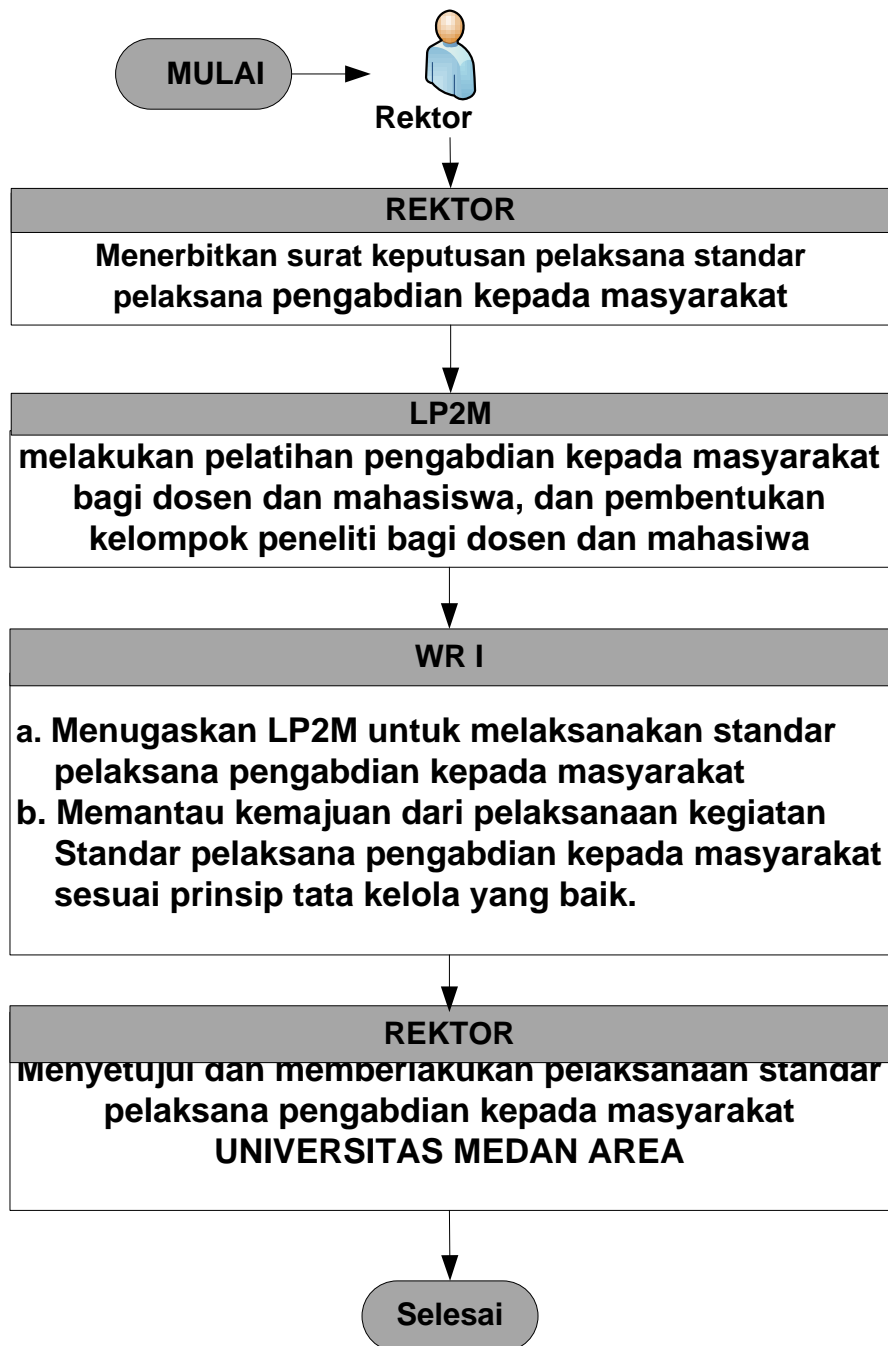 MULAI
Rektor
REKTOR
Menerbitkan surat keputusan pelaksana standar
pelaksana pengabdian kepada masyarakat
LP2M
melakukan pelatihan pengabdian kepada masyarakat
bagi dosen dan mahasiswa, dan pembentukan
kelompok peneliti bagi dosen dan mahasiwa
WR I
a. Menugaskan LP2M untuk melaksanakan standar
pelaksana pengabdian kepada masyarakat
b. Memantau kemajuan dari pelaksanaan kegiatan
Standar pelaksana pengabdian kepada masyarakat
sesuai prinsip tata kelola yang baik.
REKTOR
Menyetujui dan memberlakukan pelaksanaan standar
pelaksana pengabdian kepada masyarakat
UNIVERSITAS MEDAN AREA
Selesai